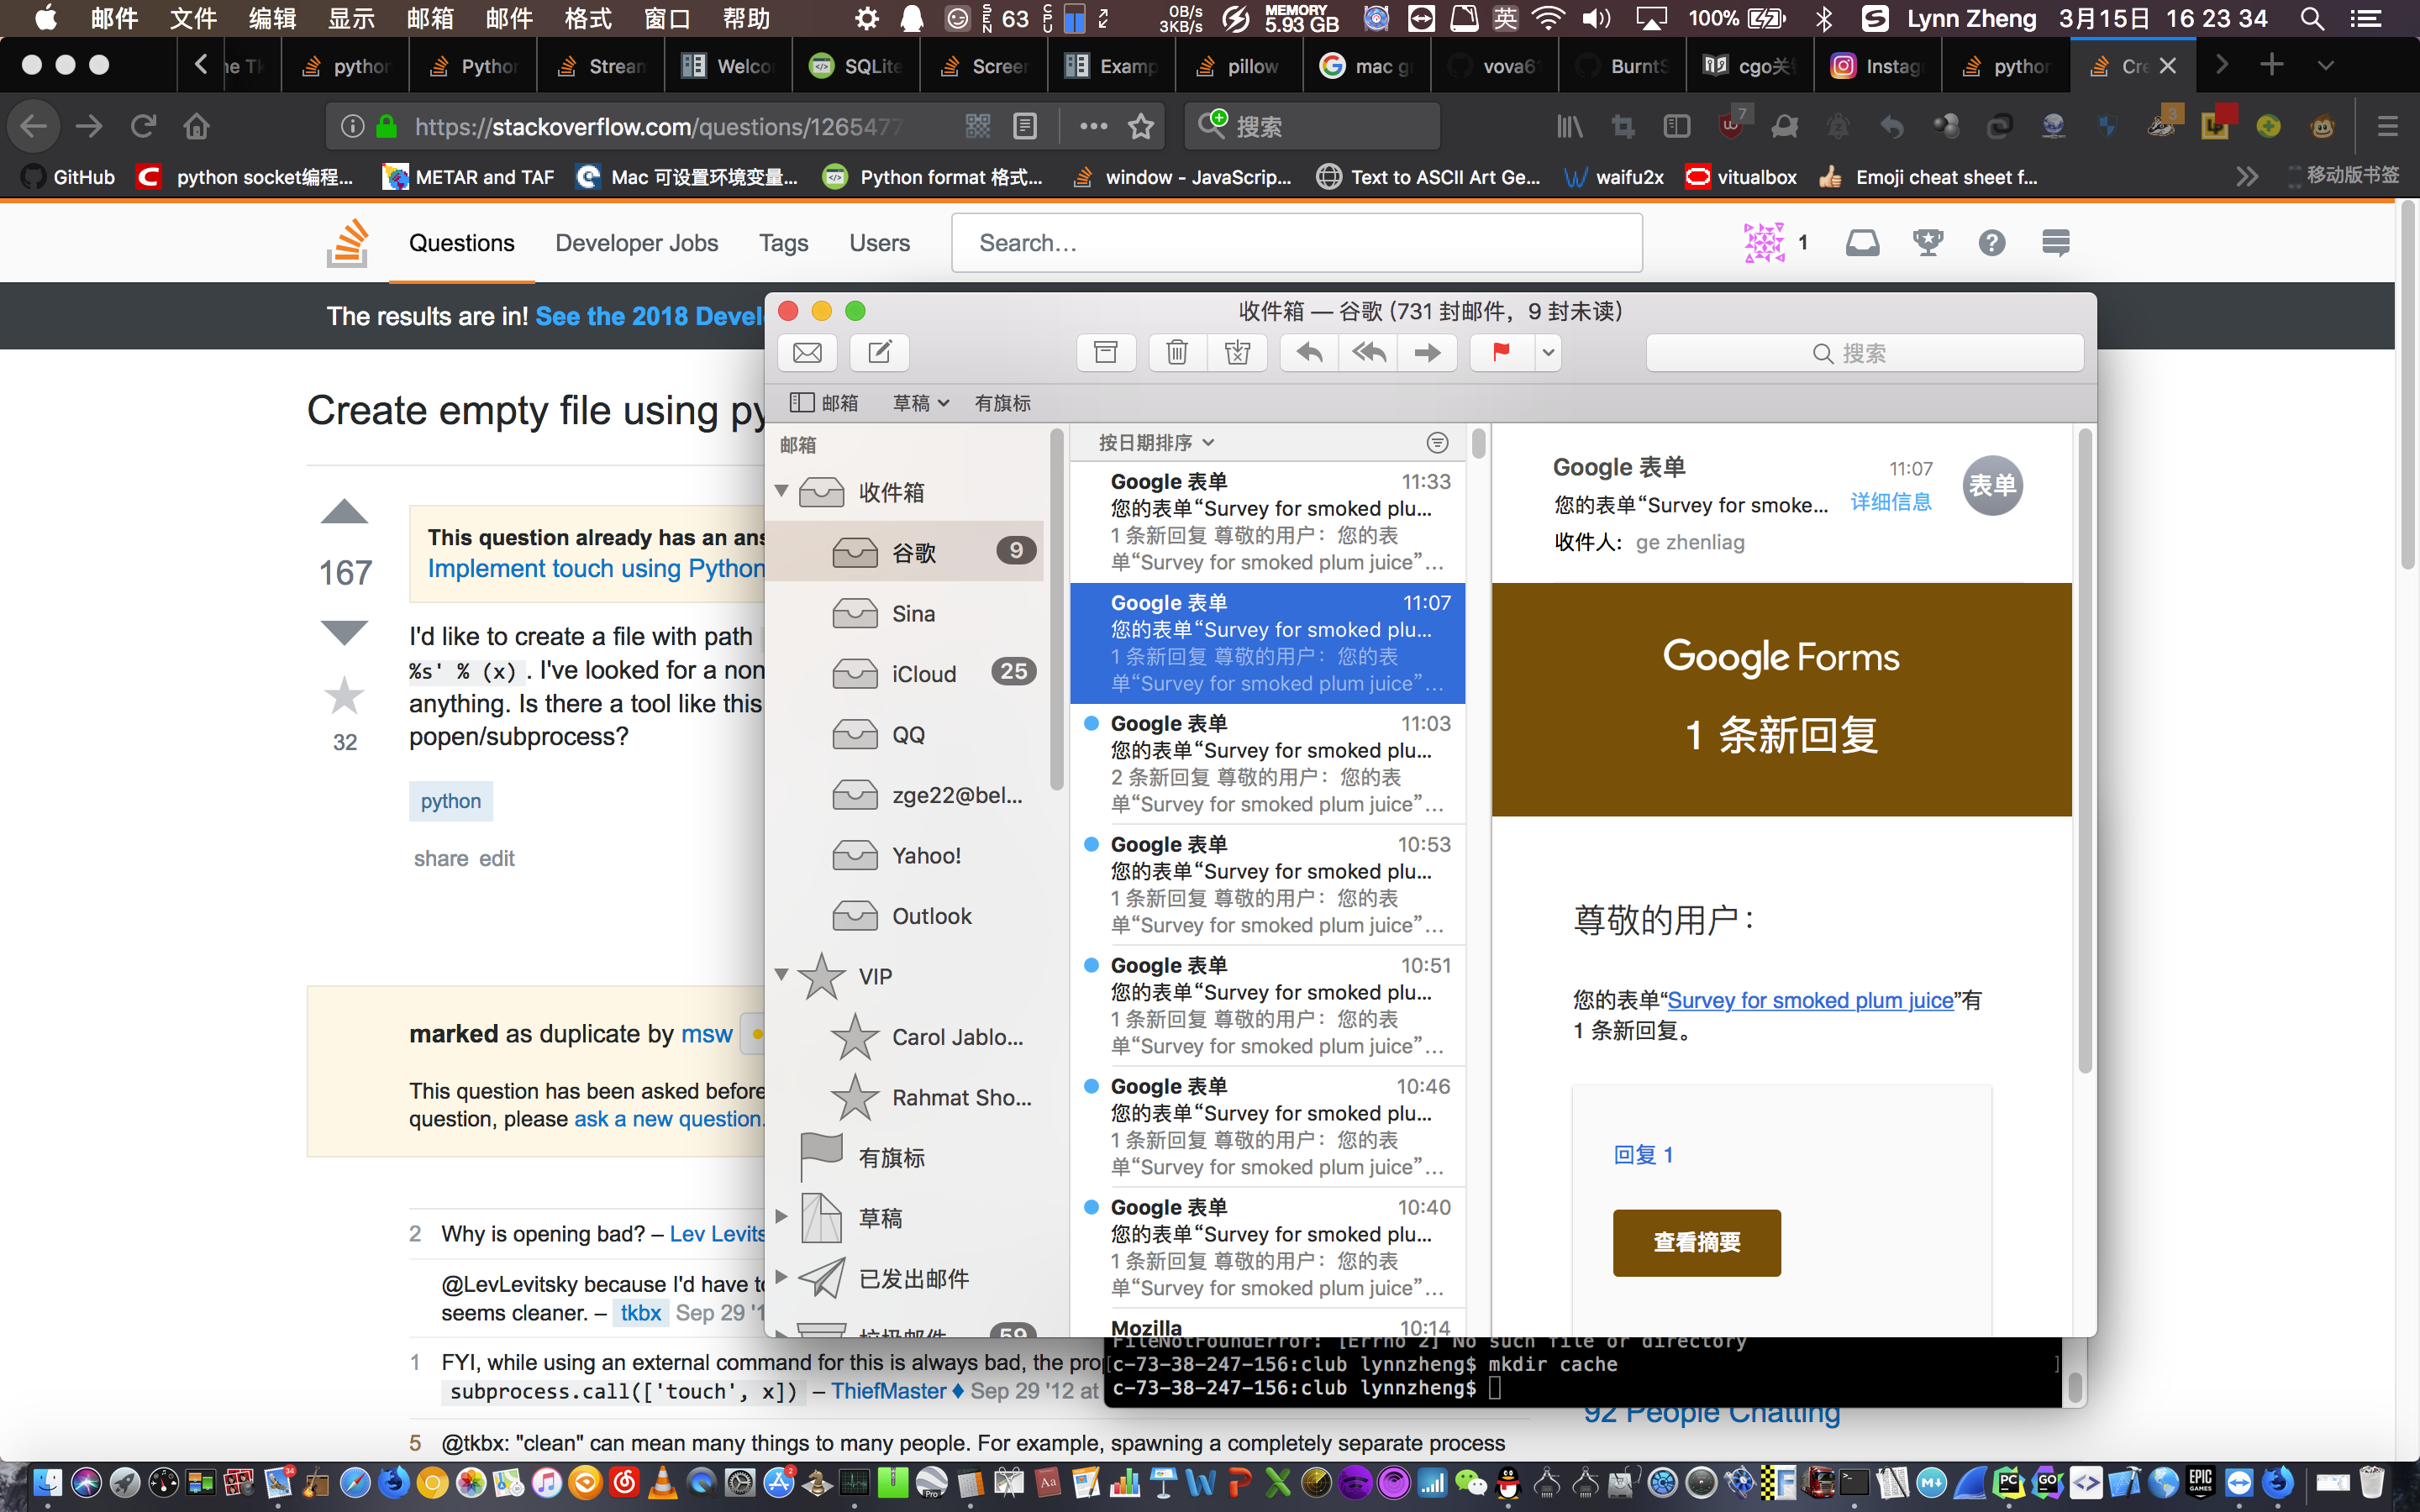 邮件 文件 编辑 显示 邮箱 邮件 格式 窗口 帮助
SEN 63 CPU 0B/s 3KB/s MEMORY 5.93 GB 英 100% Lynn Zheng 3月15日 16 23 34
python Python Stream SQLite Screen pillow mac g vova6 BurntS cgo关 Instag python
https://stackoverflow.com/questions/1265477
搜索
7
3
GitHub python socket编程... METAR and TAF Mac 可设置环境变量... Python format 格式... window - JavaScrip... Text to ASCII Art Ge... waifu2x vitualbox Emoji cheat sheet f... 移动版书签
Questions Developer Jobs Tags Users Search... 1
The results are in! See the 2018 Devel
Create empty file using py
167
32
This question already has an ans
Implement touch using Python
I'd like to create a file with path
%s' % (x) . I've looked for a non
anything. Is there a tool like this
popen/subprocess?
python
share edit
marked as duplicate by msw
This question has been asked before
question, please ask a new question.
2 Why is opening bad? – Lev Levits
@LevLevitsky because I'd have to
seems cleaner. – tkbx Sep 29 '1
1 FYI, while using an external command for this is always bad, the prop
subprocess.call(['touch', x]) – ThiefMaster ♦ Sep 29 '12 at
5 @tkbx: "clean" can mean many things to many people. For example, spawning a completely separate process
收件箱 — 谷歌 (731 封邮件，9 封未读)
搜索
邮箱 草稿 有旗标
邮箱
收件箱
谷歌 9
Sina
iCloud 25
QQ
zge22@bel...
Yahoo!
Outlook
VIP
Carol Jablo...
Rahmat Sho...
有旗标
草稿
已发出邮件
垃圾邮件 59
按日期排序
Google 表单 11:33
您的表单“Survey for smoked plu...
1 条新回复 尊敬的用户：您的表
单“Survey for smoked plum juice”...
Google 表单 11:07
您的表单“Survey for smoked plu...
1 条新回复 尊敬的用户：您的表
单“Survey for smoked plum juice”...
Google 表单 11:03
您的表单“Survey for smoked plu...
2 条新回复 尊敬的用户：您的表
单“Survey for smoked plum juice”...
Google 表单 10:53
您的表单“Survey for smoked plu...
1 条新回复 尊敬的用户：您的表
单“Survey for smoked plum juice”...
Google 表单 10:51
您的表单“Survey for smoked plu...
1 条新回复 尊敬的用户：您的表
单“Survey for smoked plum juice”...
Google 表单 10:46
您的表单“Survey for smoked plu...
1 条新回复 尊敬的用户：您的表
单“Survey for smoked plum juice”...
Google 表单 10:40
您的表单“Survey for smoked plu...
1 条新回复 尊敬的用户：您的表
单“Survey for smoked plum juice”...
Mozilla 10:14
Google 表单 11:07
您的表单“Survey for smoke... 详细信息
收件人： ge zhenliag
表单
Google Forms
1 条新回复
尊敬的用户：
您的表单“Survey for smoked plum juice”有
1 条新回复。
回复 1
查看摘要
FileNotFoundError: [Errno 2] No such file or directory
[c-73-38-247-156:club lynnzheng$ mkdir cache ]
c-73-38-247-156:club lynnzheng$
92 People Chatting